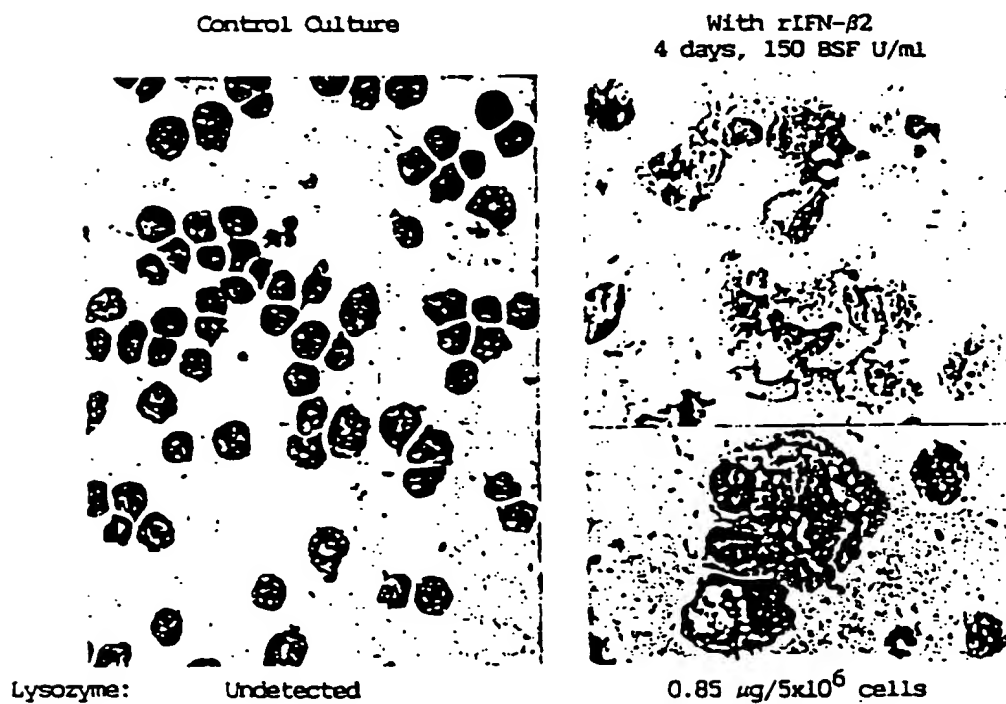 Control Culture
With rIFN-β2
4 days, 150 BSF U/ml
Lysozyme: Undetected
0.85 μg/5x10⁶ cells